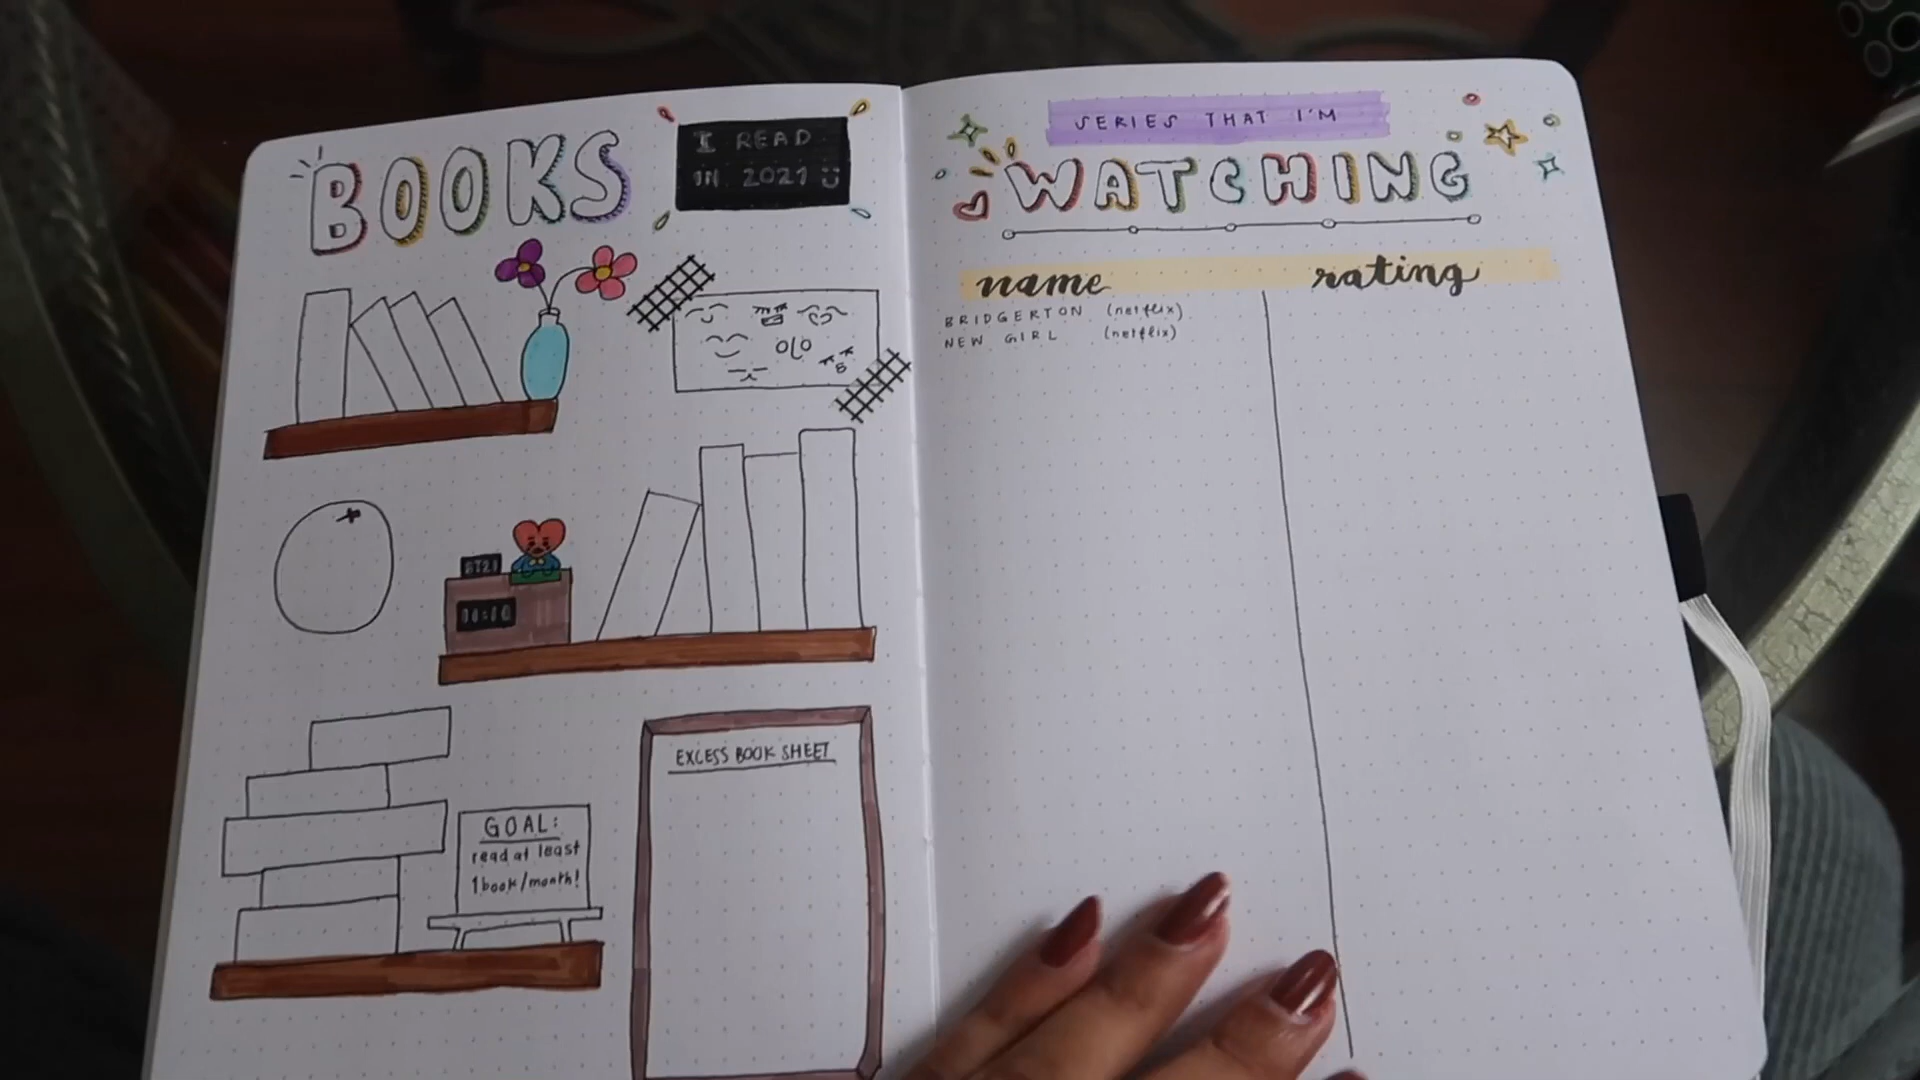 BOOKS
I READ
IN 2021
BT21
GOAL:
read at least
1 book/month!
EXCESS BOOK SHEET
SERIES THAT I'M
WATCHING
name rating
BRIDGERTON (netflix)
NEW GIRL (netflix)